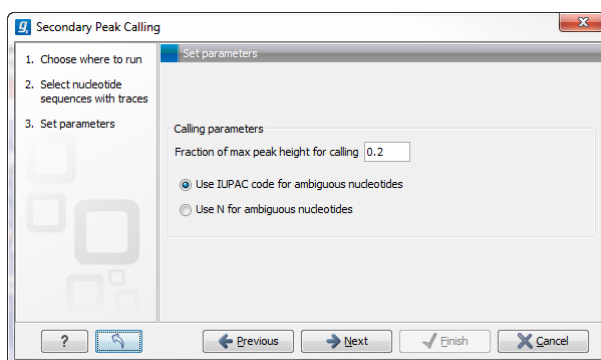 Secondary Peak Calling
1. Choose where to run
2. Select nucleotide
sequences with traces
3. Set parameters
Set parameters
Calling parameters
Fraction of max peak height for calling 0.2
Use IUPAC code for ambiguous nucleotides
Use N for ambiguous nucleotides
? Previous Next Finish Cancel